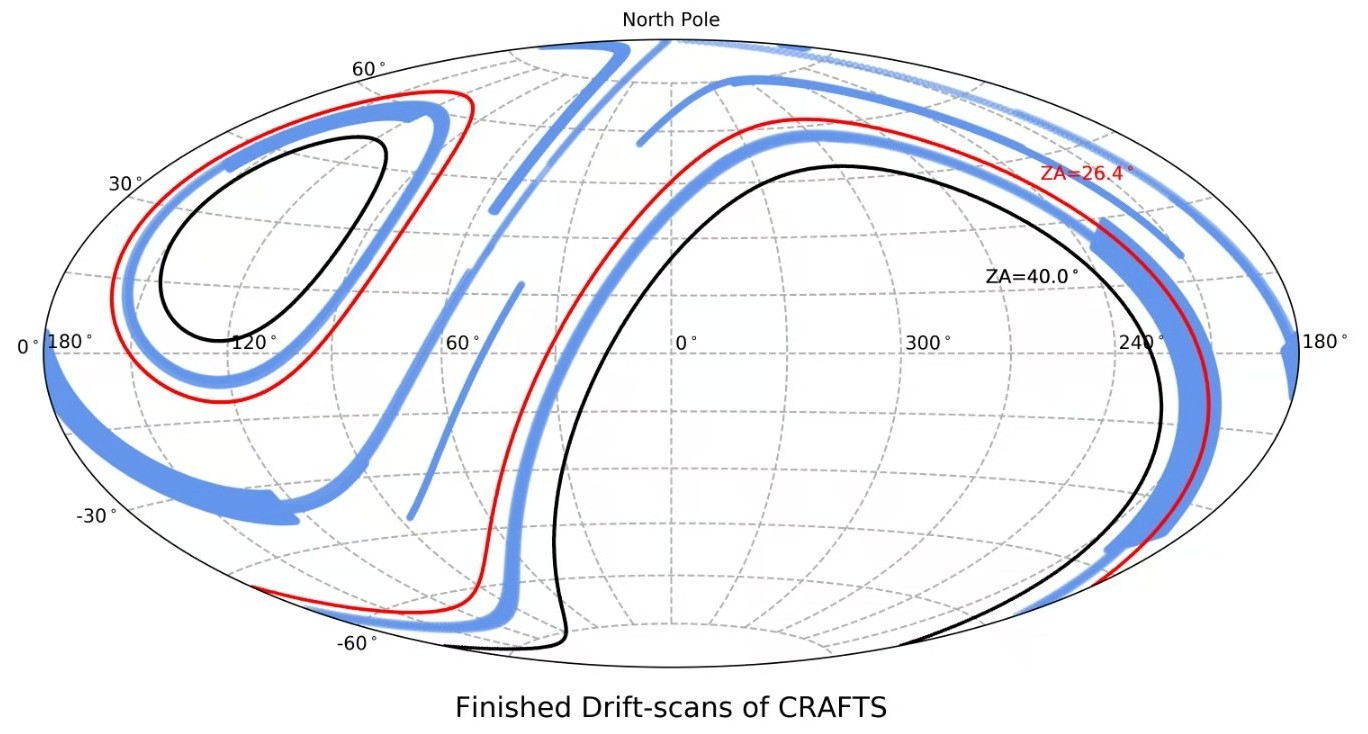 North Pole
60°
ZA=26.4°
30°
ZA=40.0°
0° 180° 120° 60° 0° 300° 240° 180°
-30°
-60°
Finished Drift-scans of CRAFTS